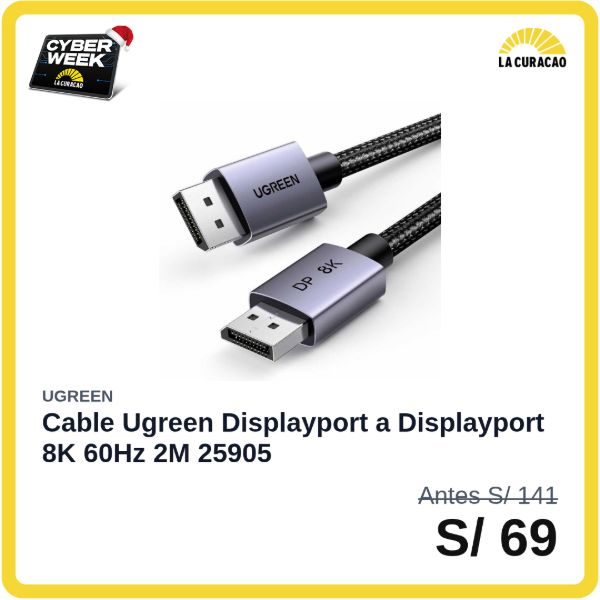 CYBER
WEEK
LA CURACAO
LA CURACAO
UGREEN
DP 8K
UGREEN
Cable Ugreen Displayport a Displayport
8K 60Hz 2M 25905
Antes S/ 141
S/ 69